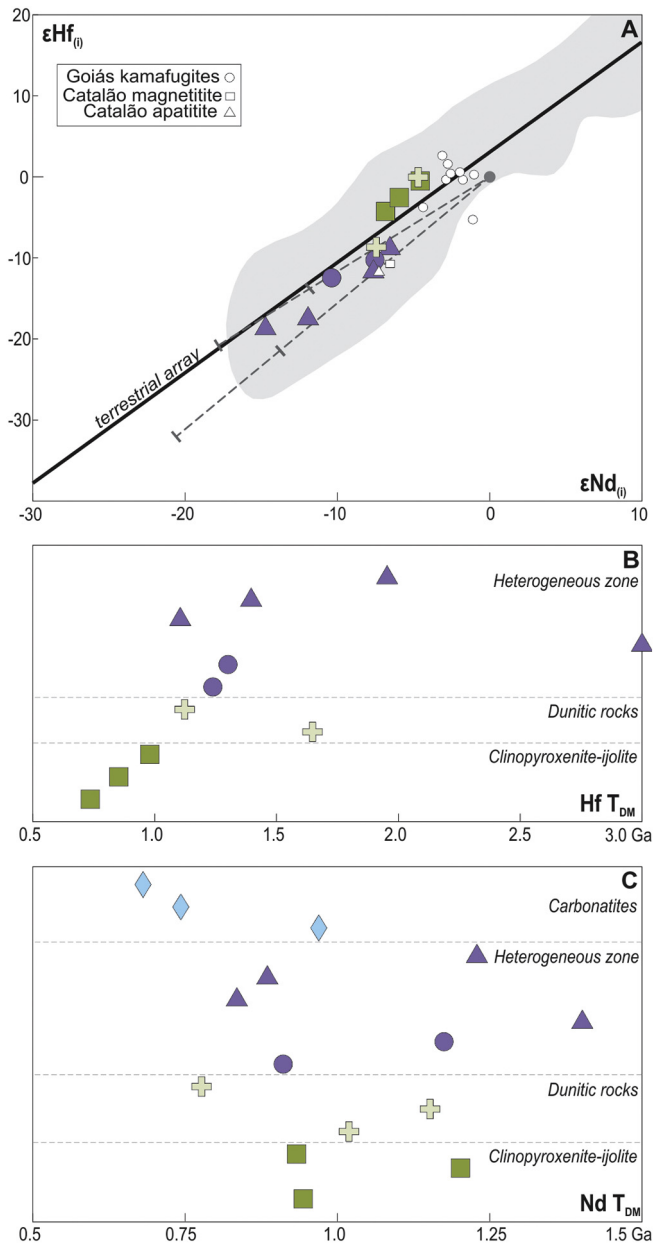 20
εHf(i)
A
Goiás kamafugites
Catalão magnetitite
Catalão apatitite
10
0
-10
-20
terrestrial array
-30
εNd(i)
-30 -20 -10 0 10
B
Heterogeneous zone
Dunitic rocks
Clinopyroxenite-ijolite
Hf TDM
0.5 1.0 1.5 2.0 2.5 3.0 Ga
C
Carbonatites
Heterogeneous zone
Dunitic rocks
Clinopyroxenite-ijolite
Nd TDM
0.5 0.75 1.0 1.25 1.5 Ga